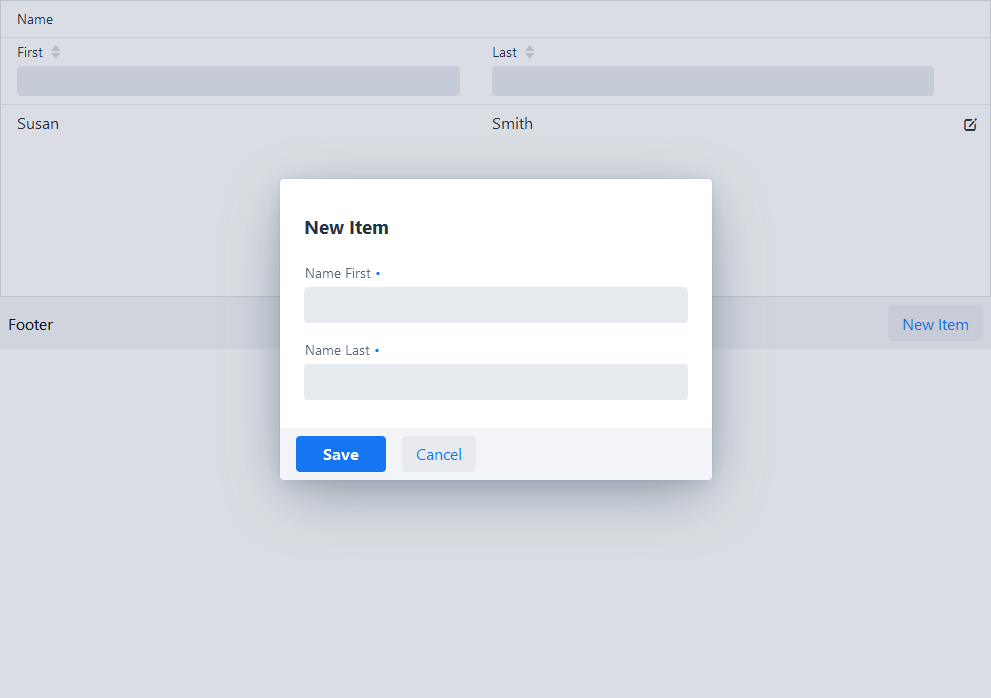 Name
First Last
Susan Smith
New Item
Name First •
Name Last •
Save Cancel
Footer New Item